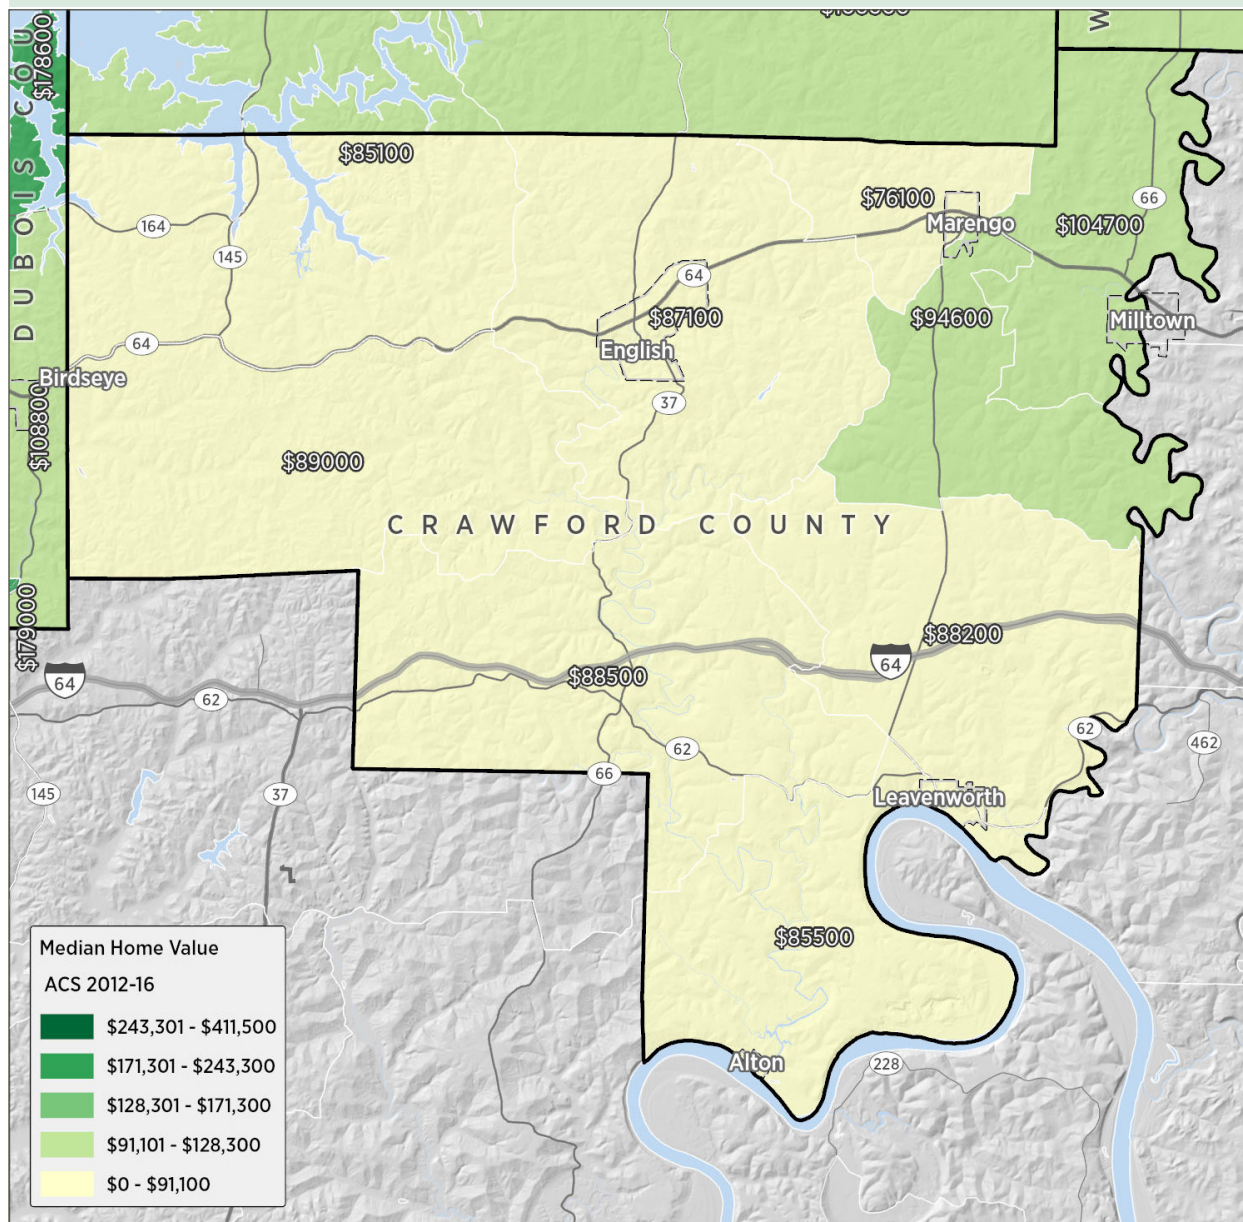 W
DUBOIS COU
$178600
$85100
$76100
66
Marengo
$104700
164
145
64
$87100
$94600
Milltown
64
English
Birdseye
37
$108800
$89000
CRAWFORD COUNTY
$179000
$88200
64
64
$88500
62
62
62
462
66
145
37
Leavenworth
$85500
Alton
228
Median Home Value
ACS 2012-16
$243,301 - $411,500
$171,301 - $243,300
$128,301 - $171,300
$91,101 - $128,300
$0 - $91,100